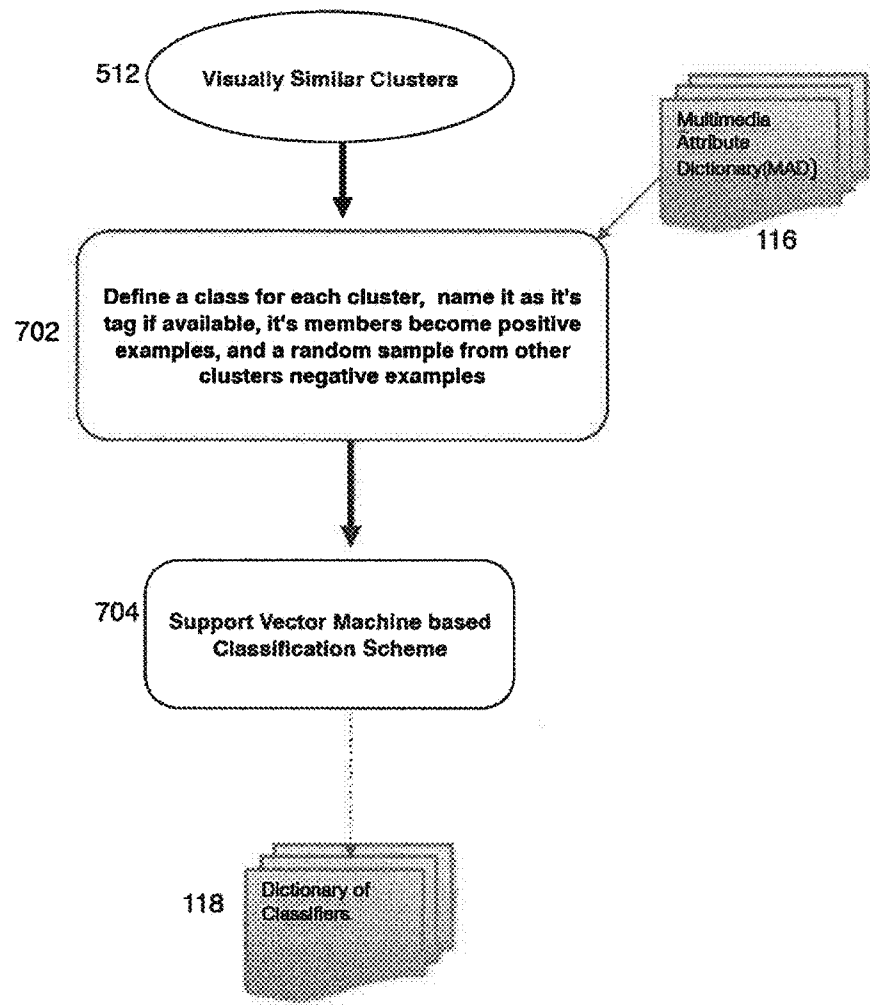 512
Visually Similar Clusters
Multimedia
Attribute
Dictionary(MAD)
116
702
Define a class for each cluster, name it as it's
tag if available, it's members become positive
examples, and a random sample from other
clusters negative examples
704
Support Vector Machine based
Classification Scheme
118
Dictionary of
Classifiers.